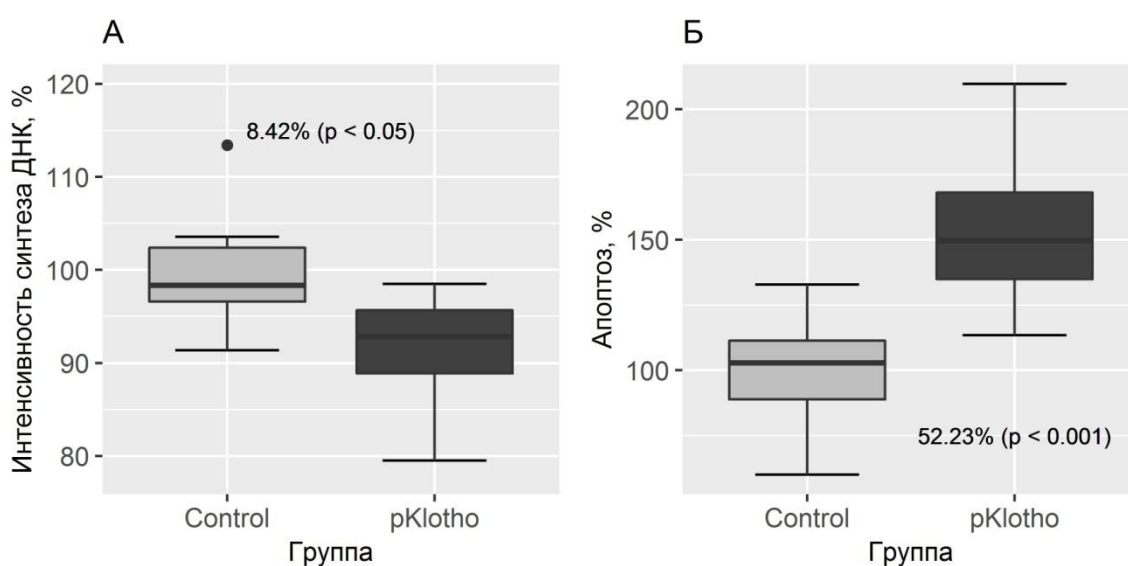 А
Интенсивность синтеза ДНК, %
120
110
100
90
80
8.42% (p < 0.05)
Control
pKlotho
Группа
Б
Апоптоз, %
200
150
100
52.23% (p < 0.001)
Control
pKlotho
Группа